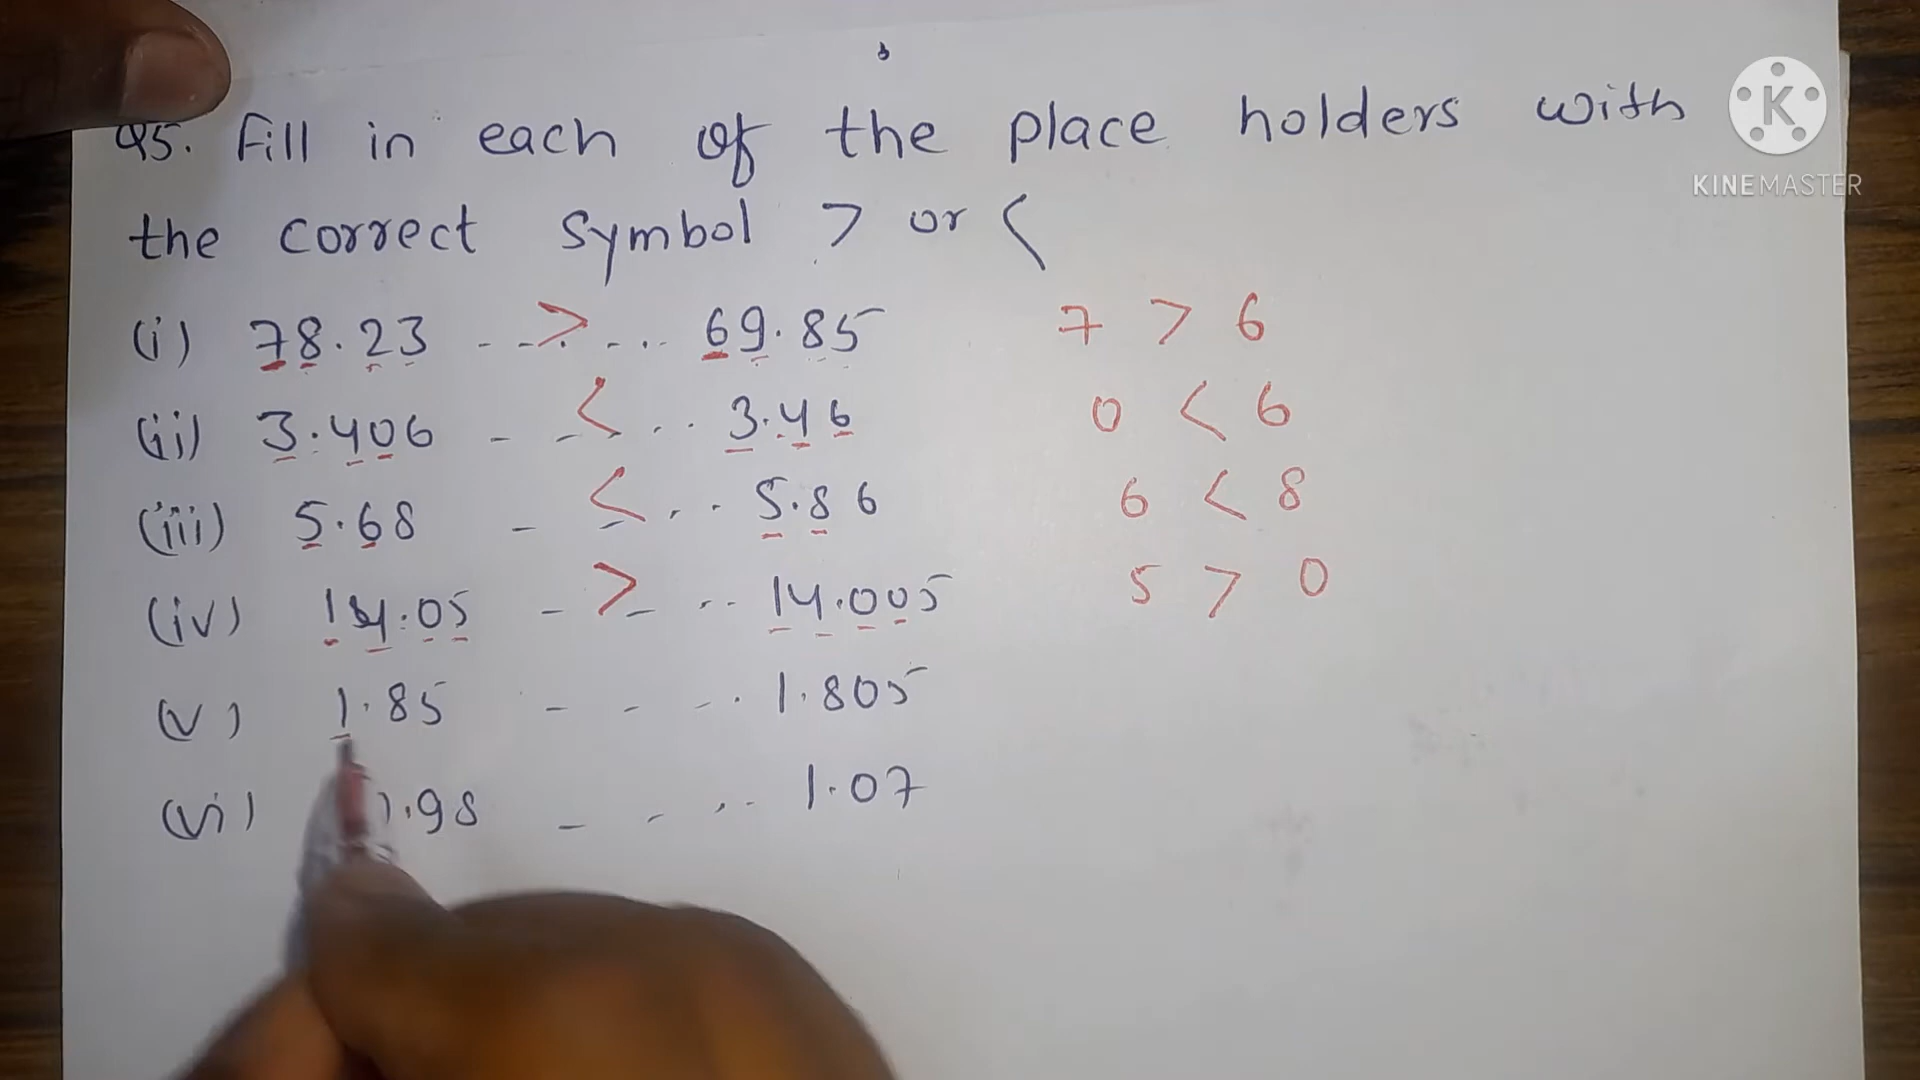 Q5. Fill in each of the place holders with
the correct symbol > or <
(i) 78.23 - - > . ... 69.85 7 > 6
(ii) 3.406 - - < - .. 3.46 0 < 6
(iii) 5.68 - < - .. 5.86 6 < 8
(iv) 14.05 - > - .. 14.005 5 > 0
(v) 1.85 - - - . 1.805
(vi) .98 - - .. 1.07
K
KINEMASTER